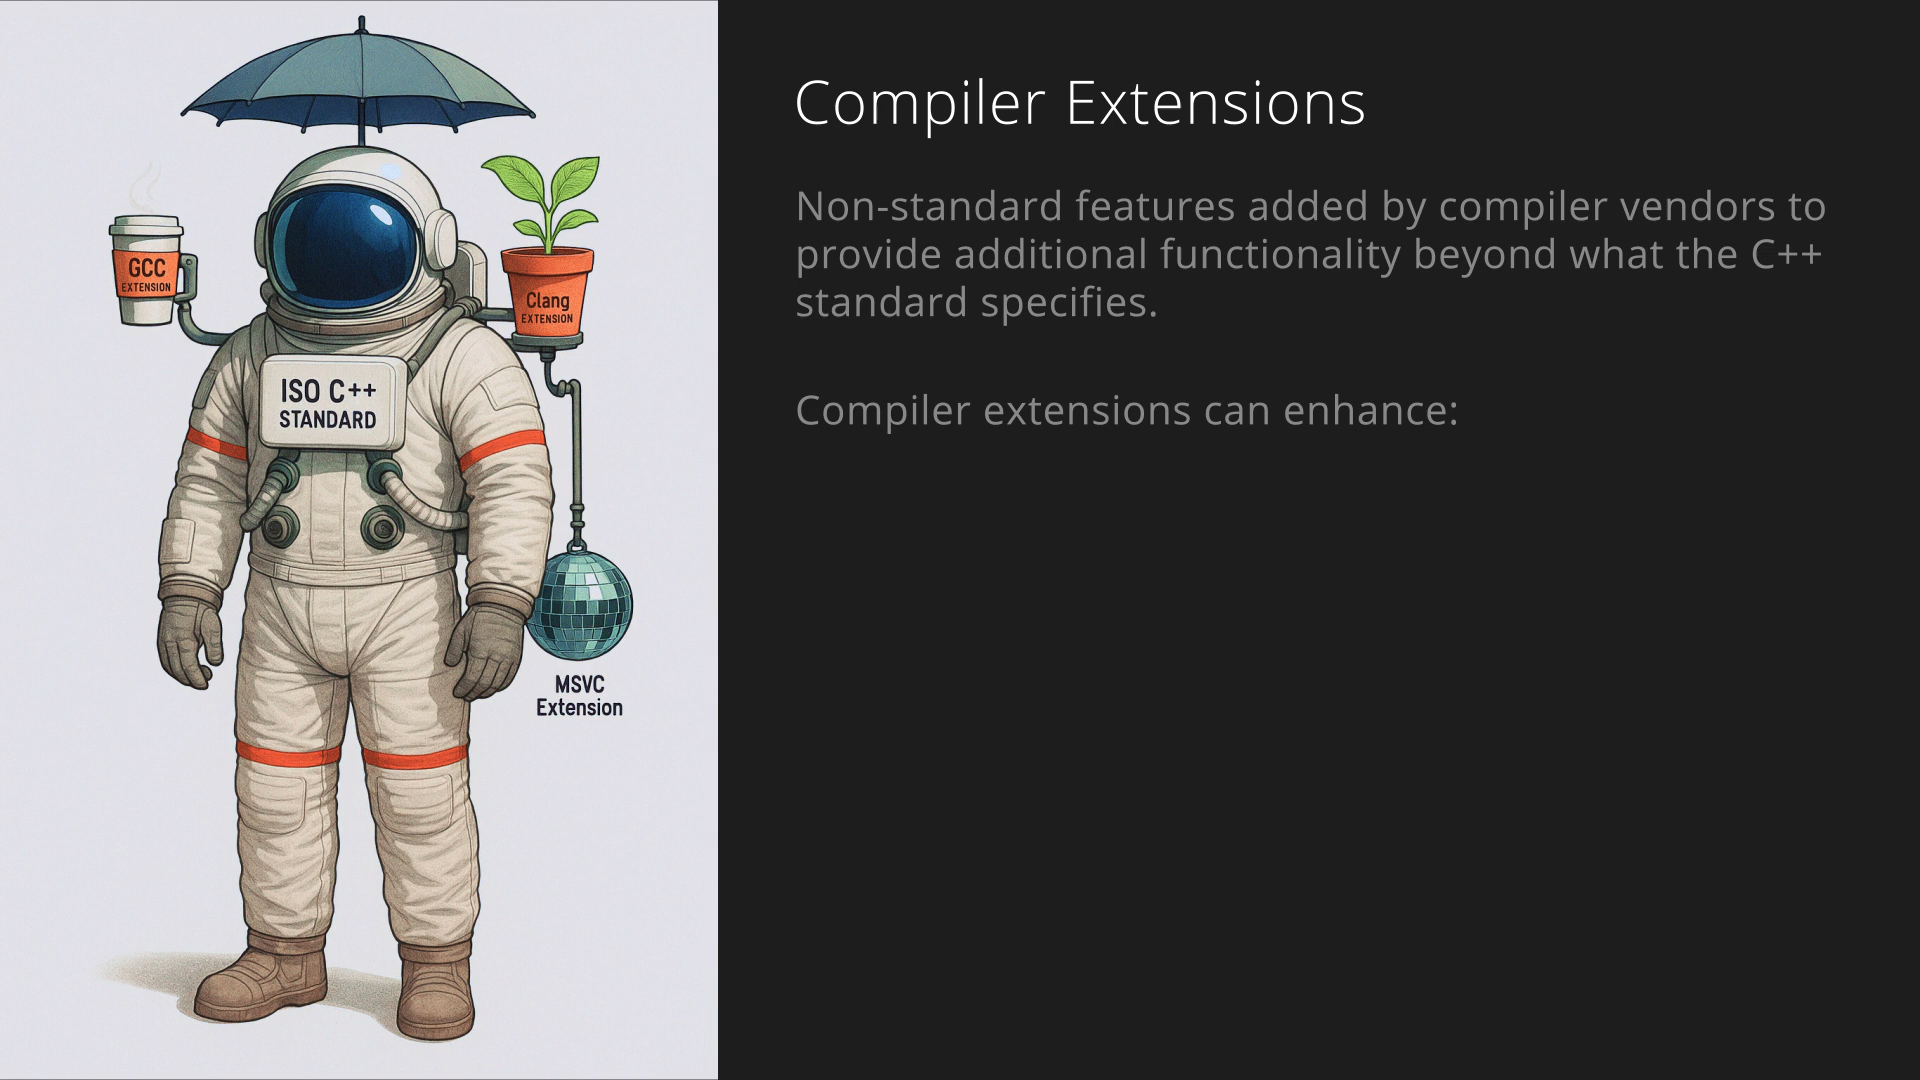 Compiler Extensions
Non-standard features added by compiler vendors to
provide additional functionality beyond what the C++
standard specifies.
Compiler extensions can enhance:
GCC
EXTENSION
Clang
EXTENSION
ISO C++
STANDARD
MSVC
Extension